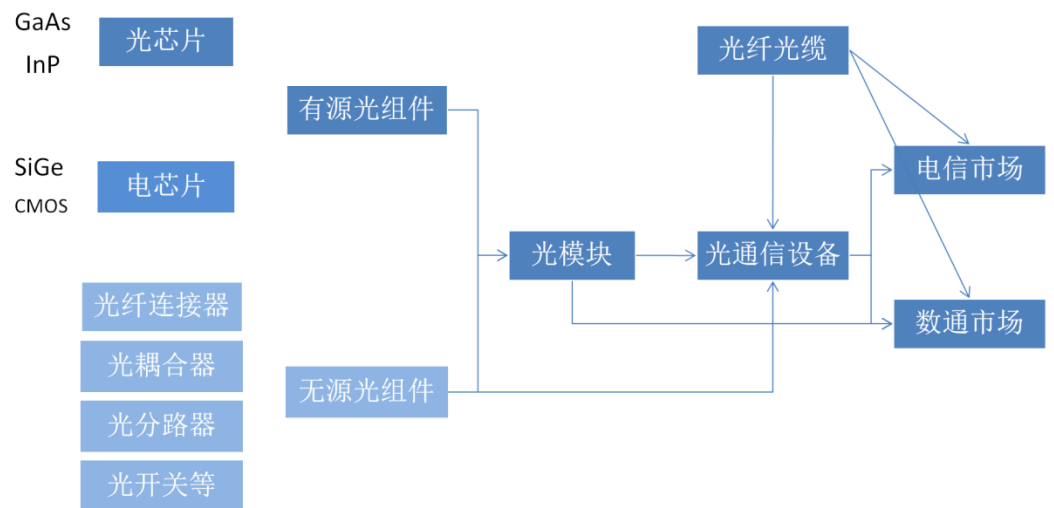 GaAs
InP
光芯片
SiGe
CMOS
电芯片
光纤连接器
光耦合器
光分路器
光开关等
有源光组件
无源光组件
光模块
光纤光缆
光通信设备
电信市场
数通市场